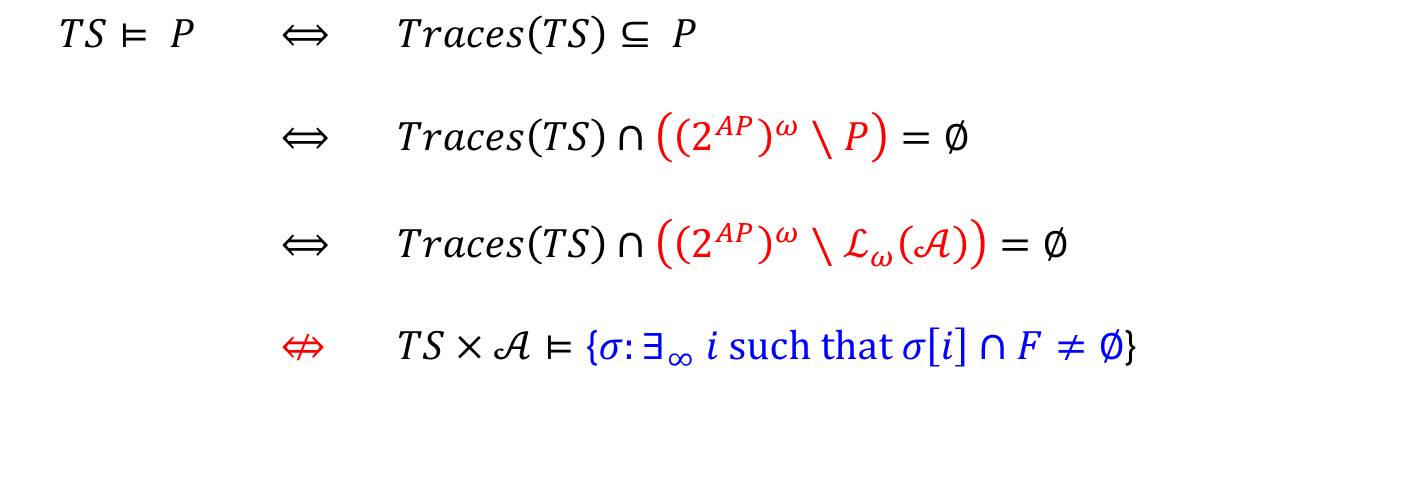 TS ⊨ P ⟺ Traces(TS) ⊆ P
⟺ Traces(TS) ∩ ((2^{AP})^ω \ P) = ∅
⟺ Traces(TS) ∩ ((2^{AP})^ω \ ℒ_ω(𝒜)) = ∅
⇎ TS × 𝒜 ⊨ {σ: ∃_∞ i such that σ[i] ∩ F ≠ ∅}